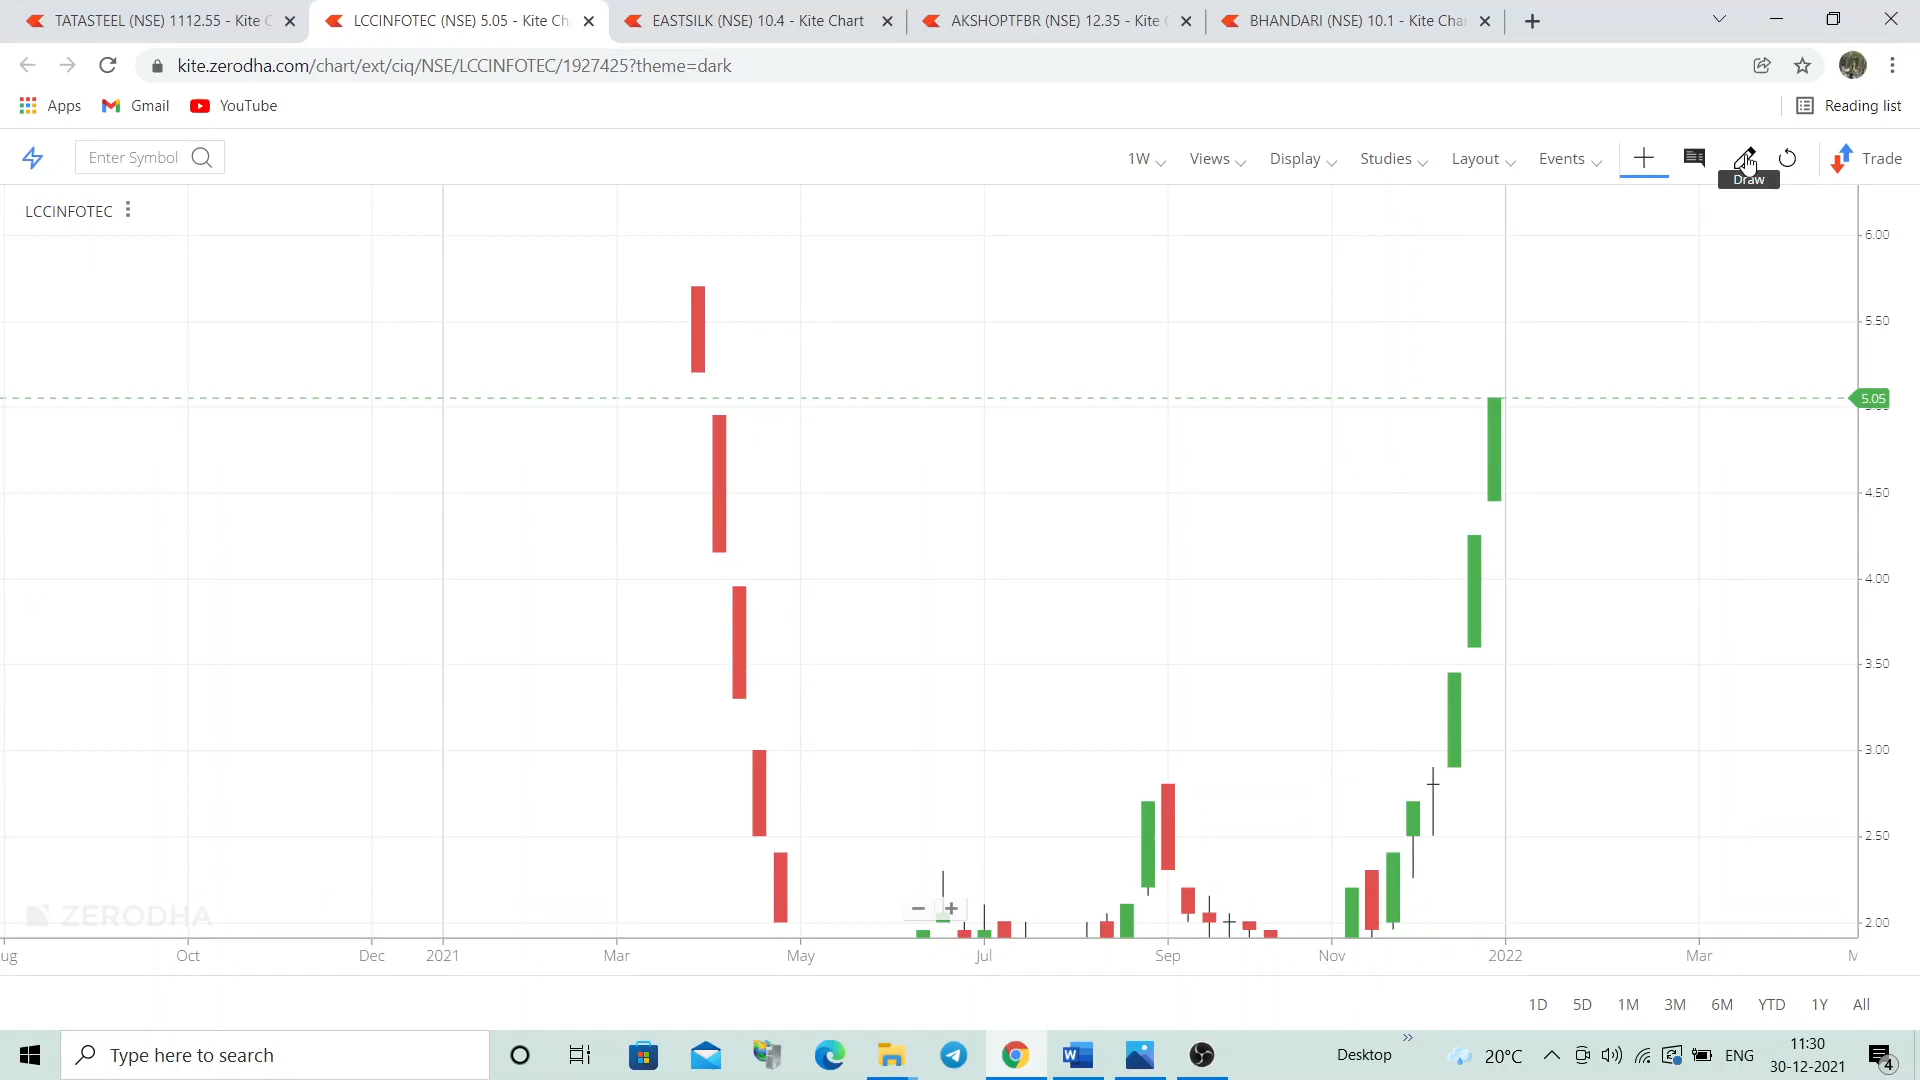 TATASTEEL (NSE) 1112.55 - Kite C
LCCINFOTEC (NSE) 5.05 - Kite Ch
EASTSILK (NSE) 10.4 - Kite Chart
AKSHOPTFBR (NSE) 12.35 - Kite C
BHANDARI (NSE) 10.1 - Kite Char
kite.zerodha.com/chart/ext/ciq/NSE/LCCINFOTEC/1927425?theme=dark
Apps
Gmail
YouTube
Reading list
Enter Symbol
1W
Views
Display
Studies
Layout
Events
Trade
Draw
LCCINFOTEC
6.00
5.50
5.05
5.00
4.50
4.00
3.50
3.00
2.50
2.00
ZERODHA
ug
Oct
Dec
2021
Mar
May
Jul
Sep
Nov
2022
Mar
M
1D
5D
1M
3M
6M
YTD
1Y
All
Type here to search
Desktop
20°C
ENG
11:30
30-12-2021
4